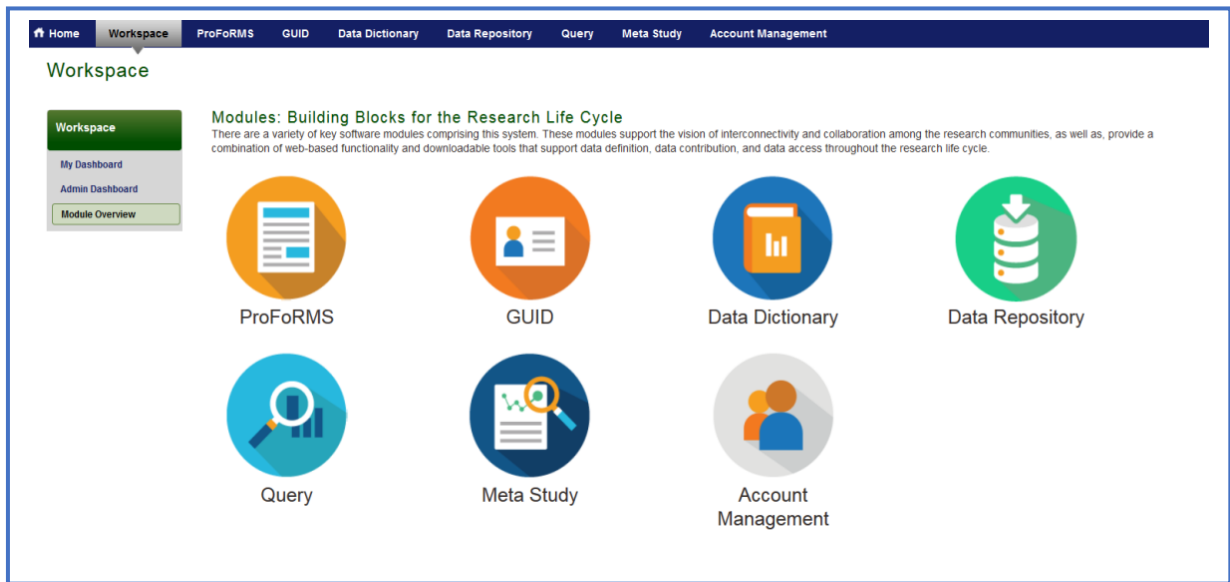 Home Workspace ProFoRMS GUID Data Dictionary Data Repository Query Meta Study Account Management
Workspace
Workspace
My Dashboard
Admin Dashboard
Module Overview
Modules: Building Blocks for the Research Life Cycle
There are a variety of key software modules comprising this system. These modules support the vision of interconnectivity and collaboration among the research communities, as well as, provide a
combination of web-based functionality and downloadable tools that support data definition, data contribution, and data access throughout the research life cycle.
ProFoRMS GUID Data Dictionary Data Repository
Query Meta Study Account
Management